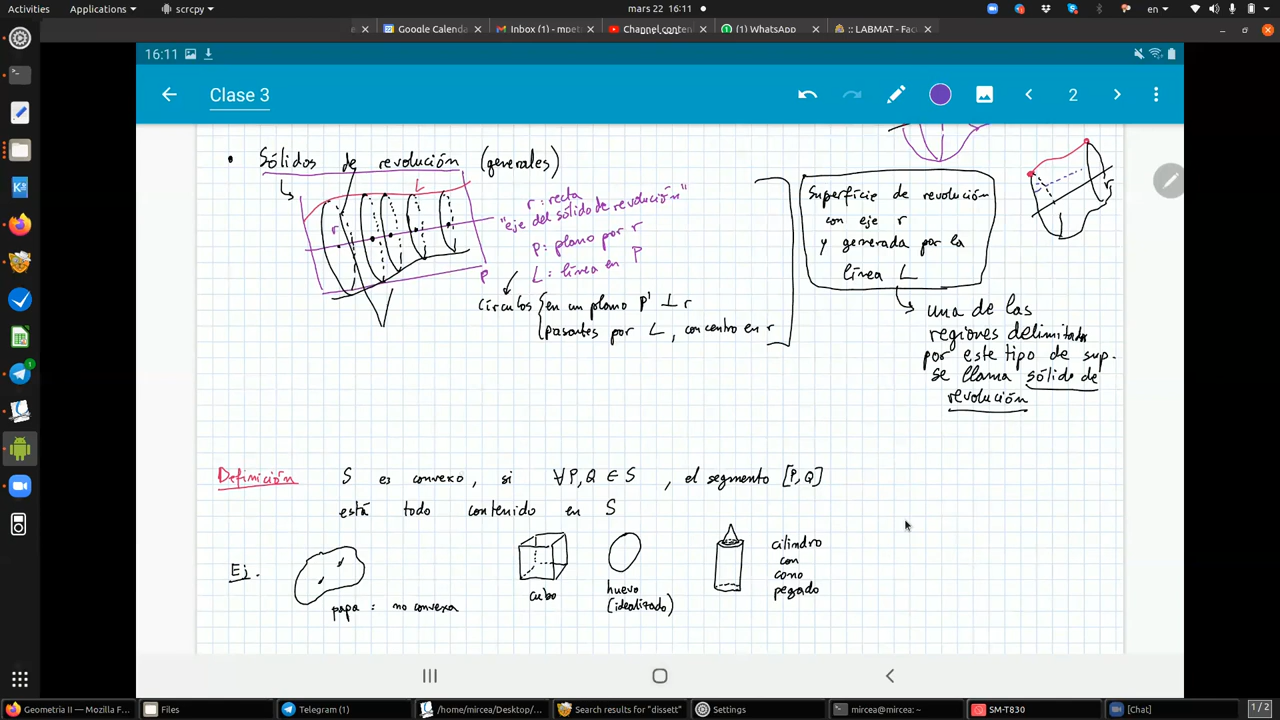 Activities
Applications
scrcpy
mars 22 16:11
en
Google Calenda
Inbox (1) - mpet
Channel content
(1) WhatsApp
:: LABMAT - Fac
16:11
Clase 3
2
• Sólidos de revolución (generales)
L
r
P
r : recta
"eje del sólido de revolución"
P : plano por r
L : línea en P
círculos { en un plano P' ⊥ r
pasantes por L, con centro en r
Superficie de revolución
con eje r
y generada por la
línea L
r
una de las
regiones delimitadas
por este tipo de sup.
se llama sólido de
revolución
Definición S es convexo, si ∀P,Q ∈ S, el segmento [P,Q]
está todo contenido en S
Ej.
papa : no convexa
cubo
huevo
(idealizado)
cilindro
con
cono
pegado
Geometria II — Mozilla F...
Files
Telegram (1)
/home/mircea/Desktop/...
Search results for "dissett"
Settings
mircea@mircea: ~
SM-T830
[Chat]
1 / 2